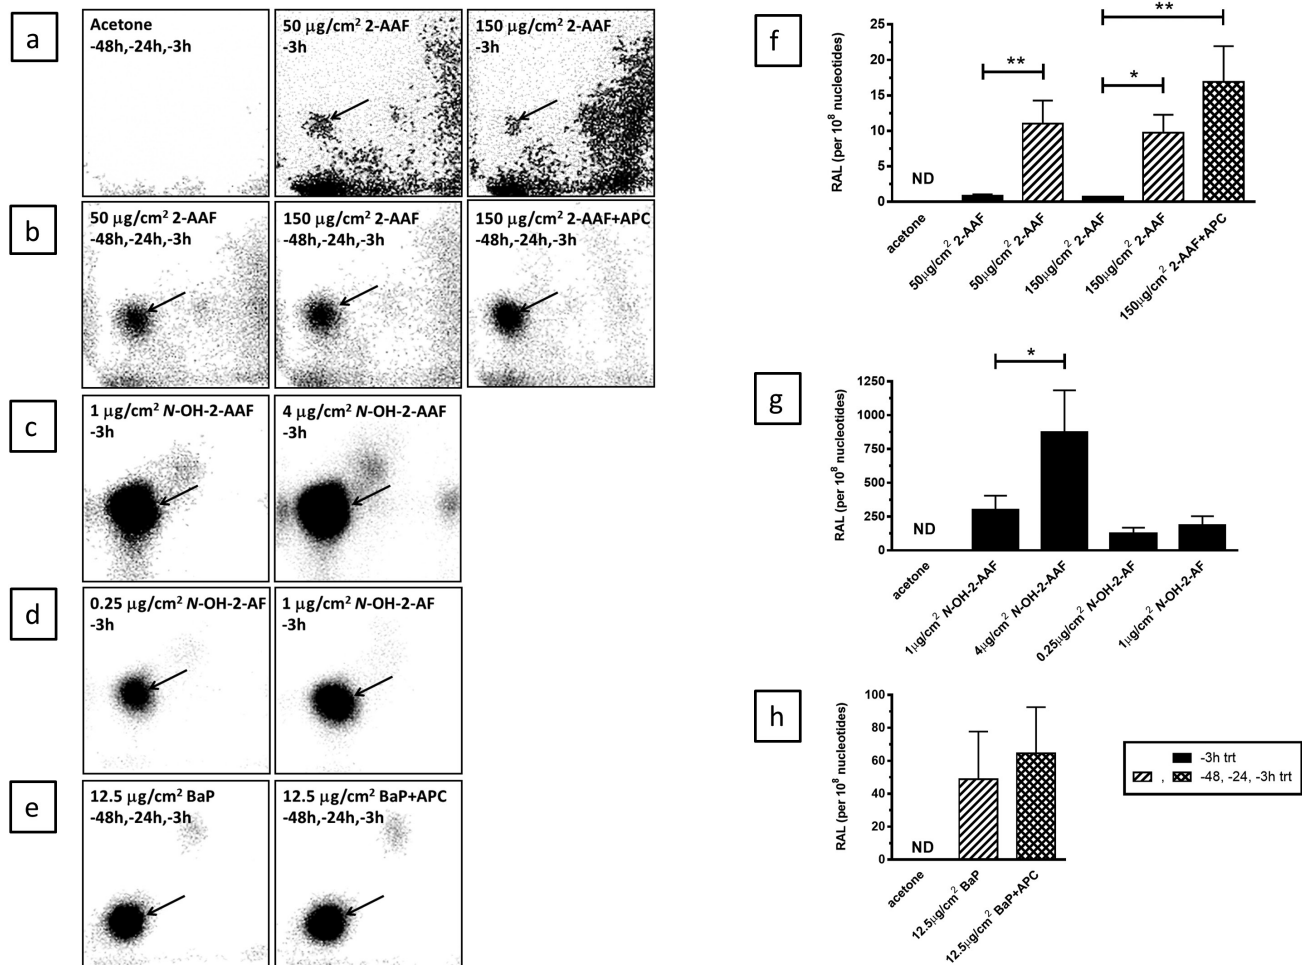 a
Acetone
-48h,-24h,-3h
50 µg/cm² 2-AAF
-3h
150 µg/cm² 2-AAF
-3h
b
50 µg/cm² 2-AAF
-48h,-24h,-3h
150 µg/cm² 2-AAF
-48h,-24h,-3h
150 µg/cm² 2-AAF+APC
-48h,-24h,-3h
c
1 µg/cm² N-OH-2-AAF
-3h
4 µg/cm² N-OH-2-AAF
-3h
d
0.25 µg/cm² N-OH-2-AF
-3h
1 µg/cm² N-OH-2-AF
-3h
e
12.5 µg/cm² BaP
-48h,-24h,-3h
12.5 µg/cm² BaP+APC
-48h,-24h,-3h
f
RAL (per 10⁸ nucleotides)
25
20
15
10
5
0
ND
**
*
**
acetone
50µg/cm² 2-AAF
50µg/cm² 2-AAF
150µg/cm² 2-AAF
150µg/cm² 2-AAF
150µg/cm² 2-AAF+APC
g
RAL (per 10⁸ nucleotides)
1250
1000
750
500
250
0
ND
*
acetone
1µg/cm² N-OH-2-AAF
4µg/cm² N-OH-2-AAF
0.25µg/cm² N-OH-2-AF
1µg/cm² N-OH-2-AF
h
RAL (per 10⁸ nucleotides)
100
80
60
40
20
0
ND
acetone
12.5µg/cm² BaP
12.5µg/cm² BaP+APC
-3h trt
, -48, -24, -3h trt